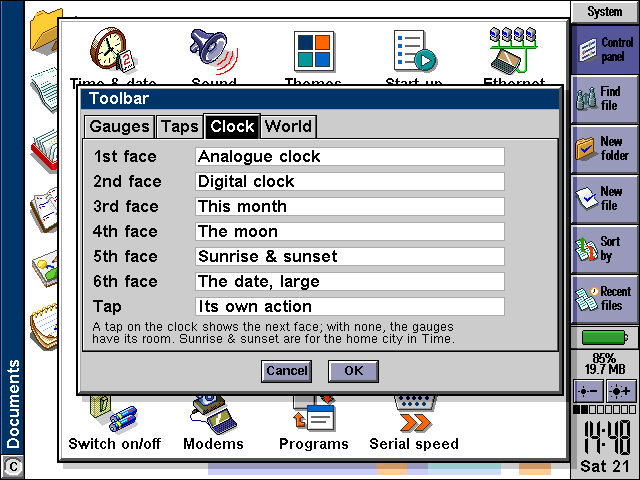 System
Control
panel
Find
file
New
folder
New
file
Sort
by
Recent
files
85%
19.7 MB
14:48
Sat 21
Documents
C
Time & date
Sound
Themes
Start-up
Ethernet
Toolbar
Gauges
Taps
Clock
World
1st face Analogue clock
2nd face Digital clock
3rd face This month
4th face The moon
5th face Sunrise & sunset
6th face The date, large
Tap Its own action
A tap on the clock shows the next face; with none, the gauges
have its room. Sunrise & sunset are for the home city in Time.
Cancel
OK
Switch on/off
Modems
Programs
Serial speed